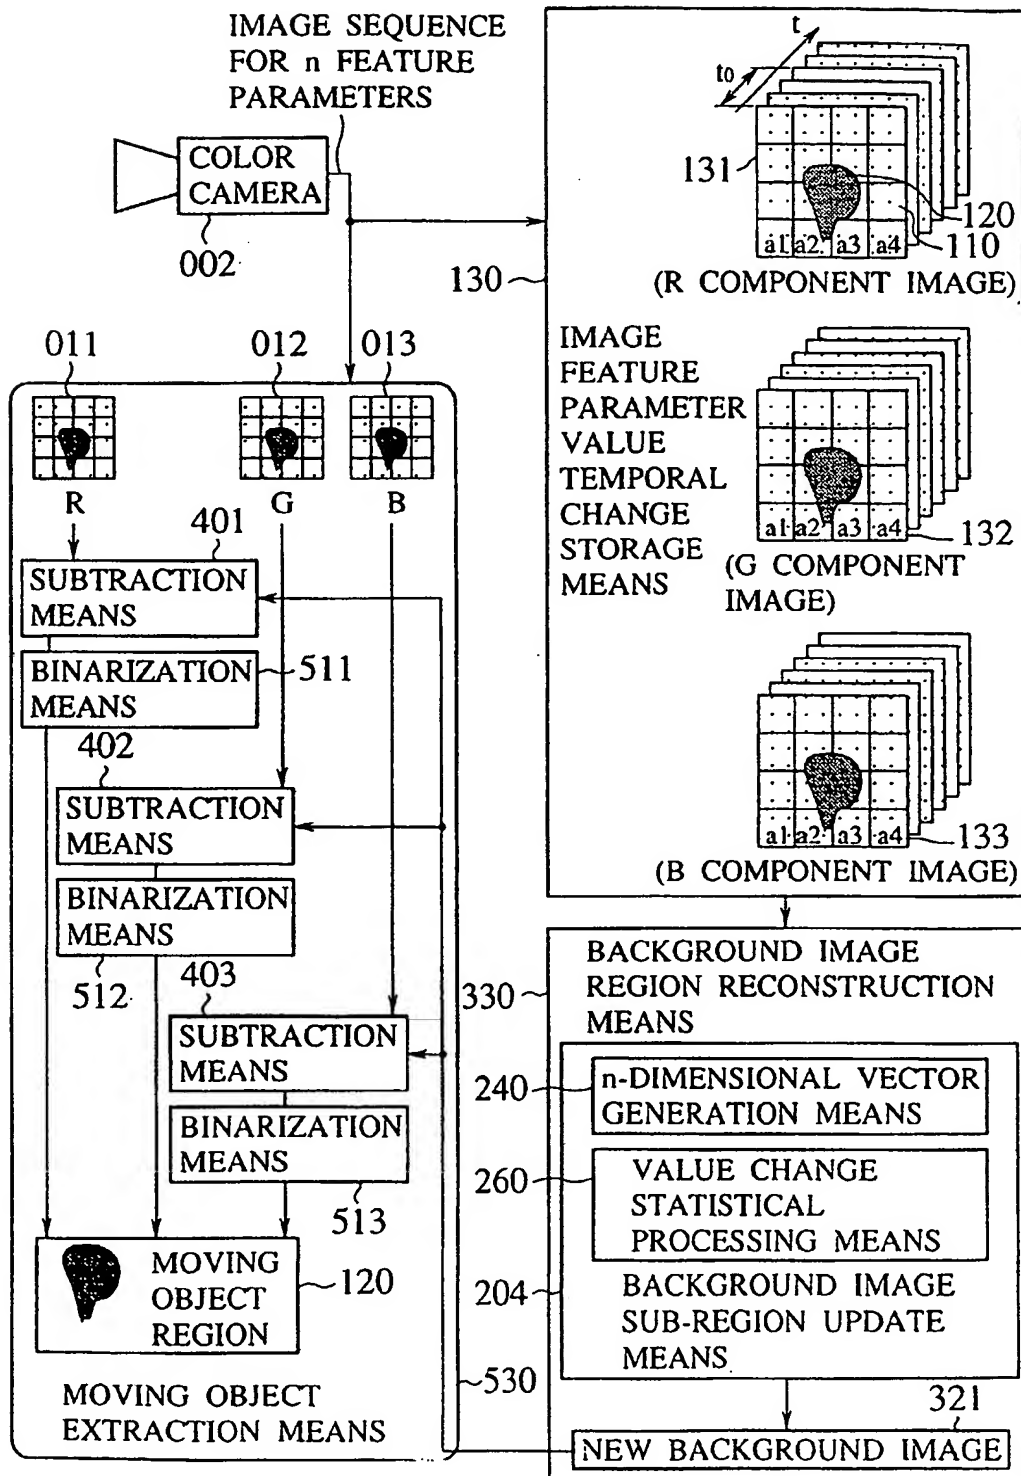 IMAGE SEQUENCE
FOR n FEATURE
PARAMETERS
COLOR
CAMERA
002
t
t0
131
120
110
a1 a2 a3 a4
(R COMPONENT IMAGE)
130
IMAGE
FEATURE
PARAMETER
VALUE
TEMPORAL
CHANGE
STORAGE
MEANS
a1 a2 a3 a4
132
(G COMPONENT
IMAGE)
a1 a2 a3 a4
133
(B COMPONENT IMAGE)
011
012
013
R
G
B
401
SUBTRACTION
MEANS
BINARIZATION
MEANS
511
402
SUBTRACTION
MEANS
BINARIZATION
MEANS
512
403
SUBTRACTION
MEANS
BINARIZATION
MEANS
513
MOVING
OBJECT
REGION
120
MOVING OBJECT
EXTRACTION MEANS
530
330
BACKGROUND IMAGE
REGION RECONSTRUCTION
MEANS
240
n-DIMENSIONAL VECTOR
GENERATION MEANS
260
VALUE CHANGE
STATISTICAL
PROCESSING MEANS
204
BACKGROUND IMAGE
SUB-REGION UPDATE
MEANS
321
NEW BACKGROUND IMAGE